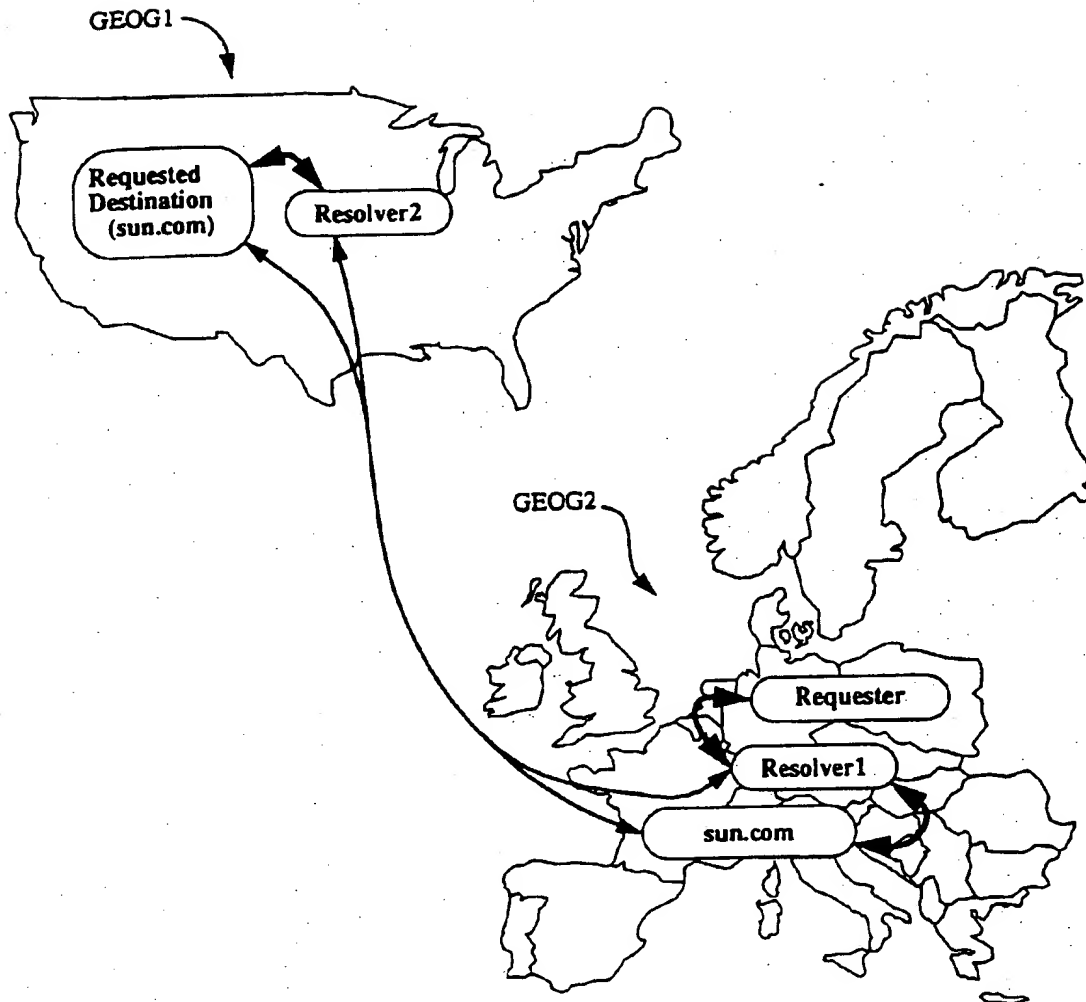 GEOG1
Requested
Destination
(sun.com)
Resolver2
GEOG2
Requester
Resolver1
sun.com